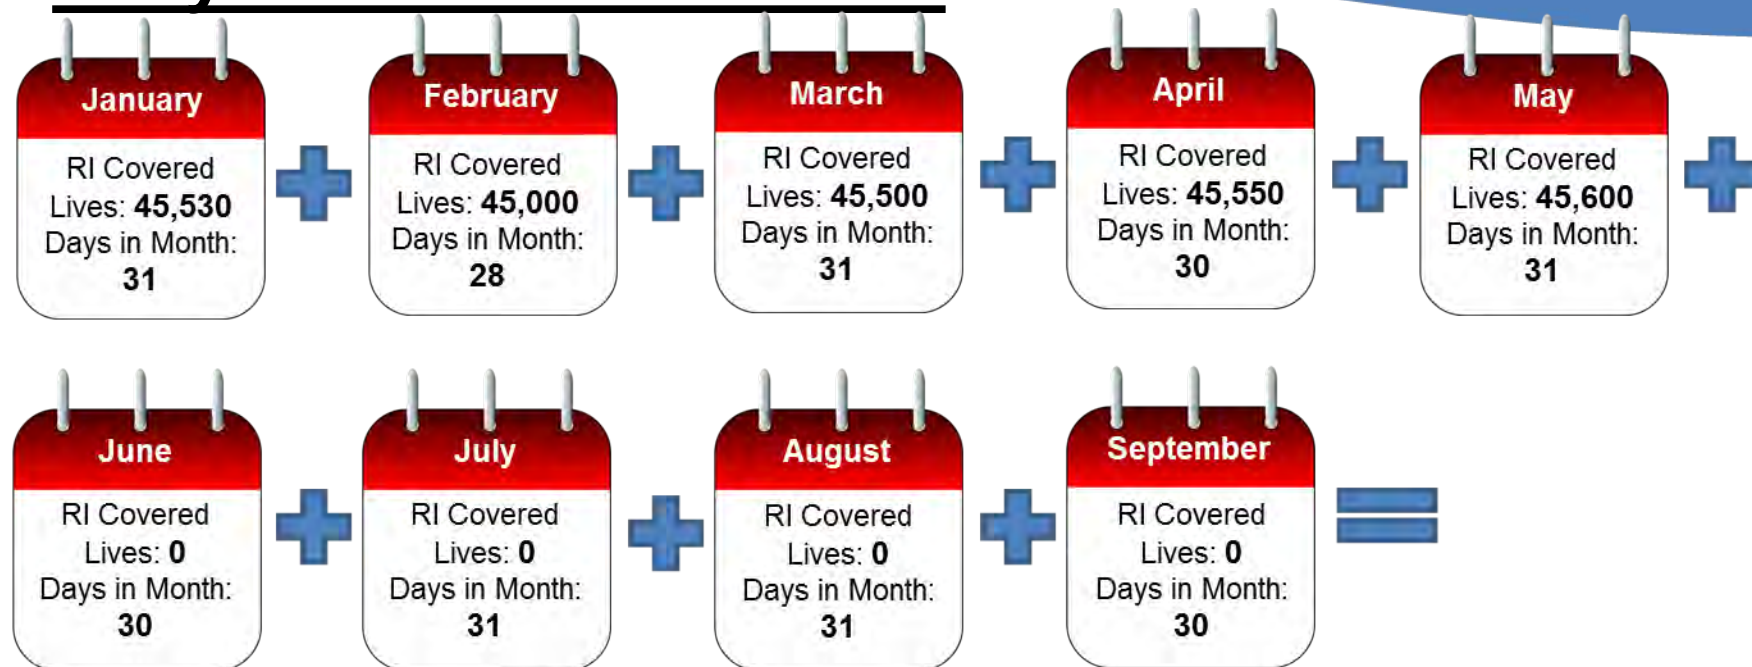 January
RI Covered
Lives: 45,530
Days in Month:
31
February
RI Covered
Lives: 45,000
Days in Month:
28
March
RI Covered
Lives: 45,500
Days in Month:
31
April
RI Covered
Lives: 45,550
Days in Month:
30
May
RI Covered
Lives: 45,600
Days in Month:
31
June
RI Covered
Lives: 0
Days in Month:
30
July
RI Covered
Lives: 0
Days in Month:
31
August
RI Covered
Lives: 0
Days in Month:
31
September
RI Covered
Lives: 0
Days in Month:
30